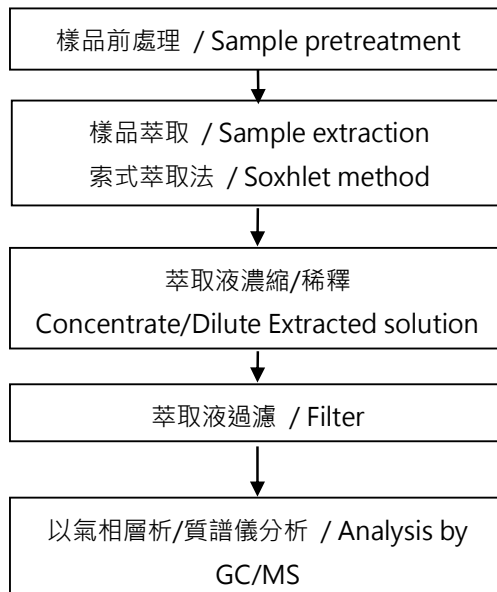 樣品前處理 / Sample pretreatment
樣品萃取 / Sample extraction
索式萃取法 / Soxhlet method
萃取液濃縮/稀釋
Concentrate/Dilute Extracted solution
萃取液過濾 / Filter
以氣相層析/質譜儀分析 / Analysis by
GC/MS